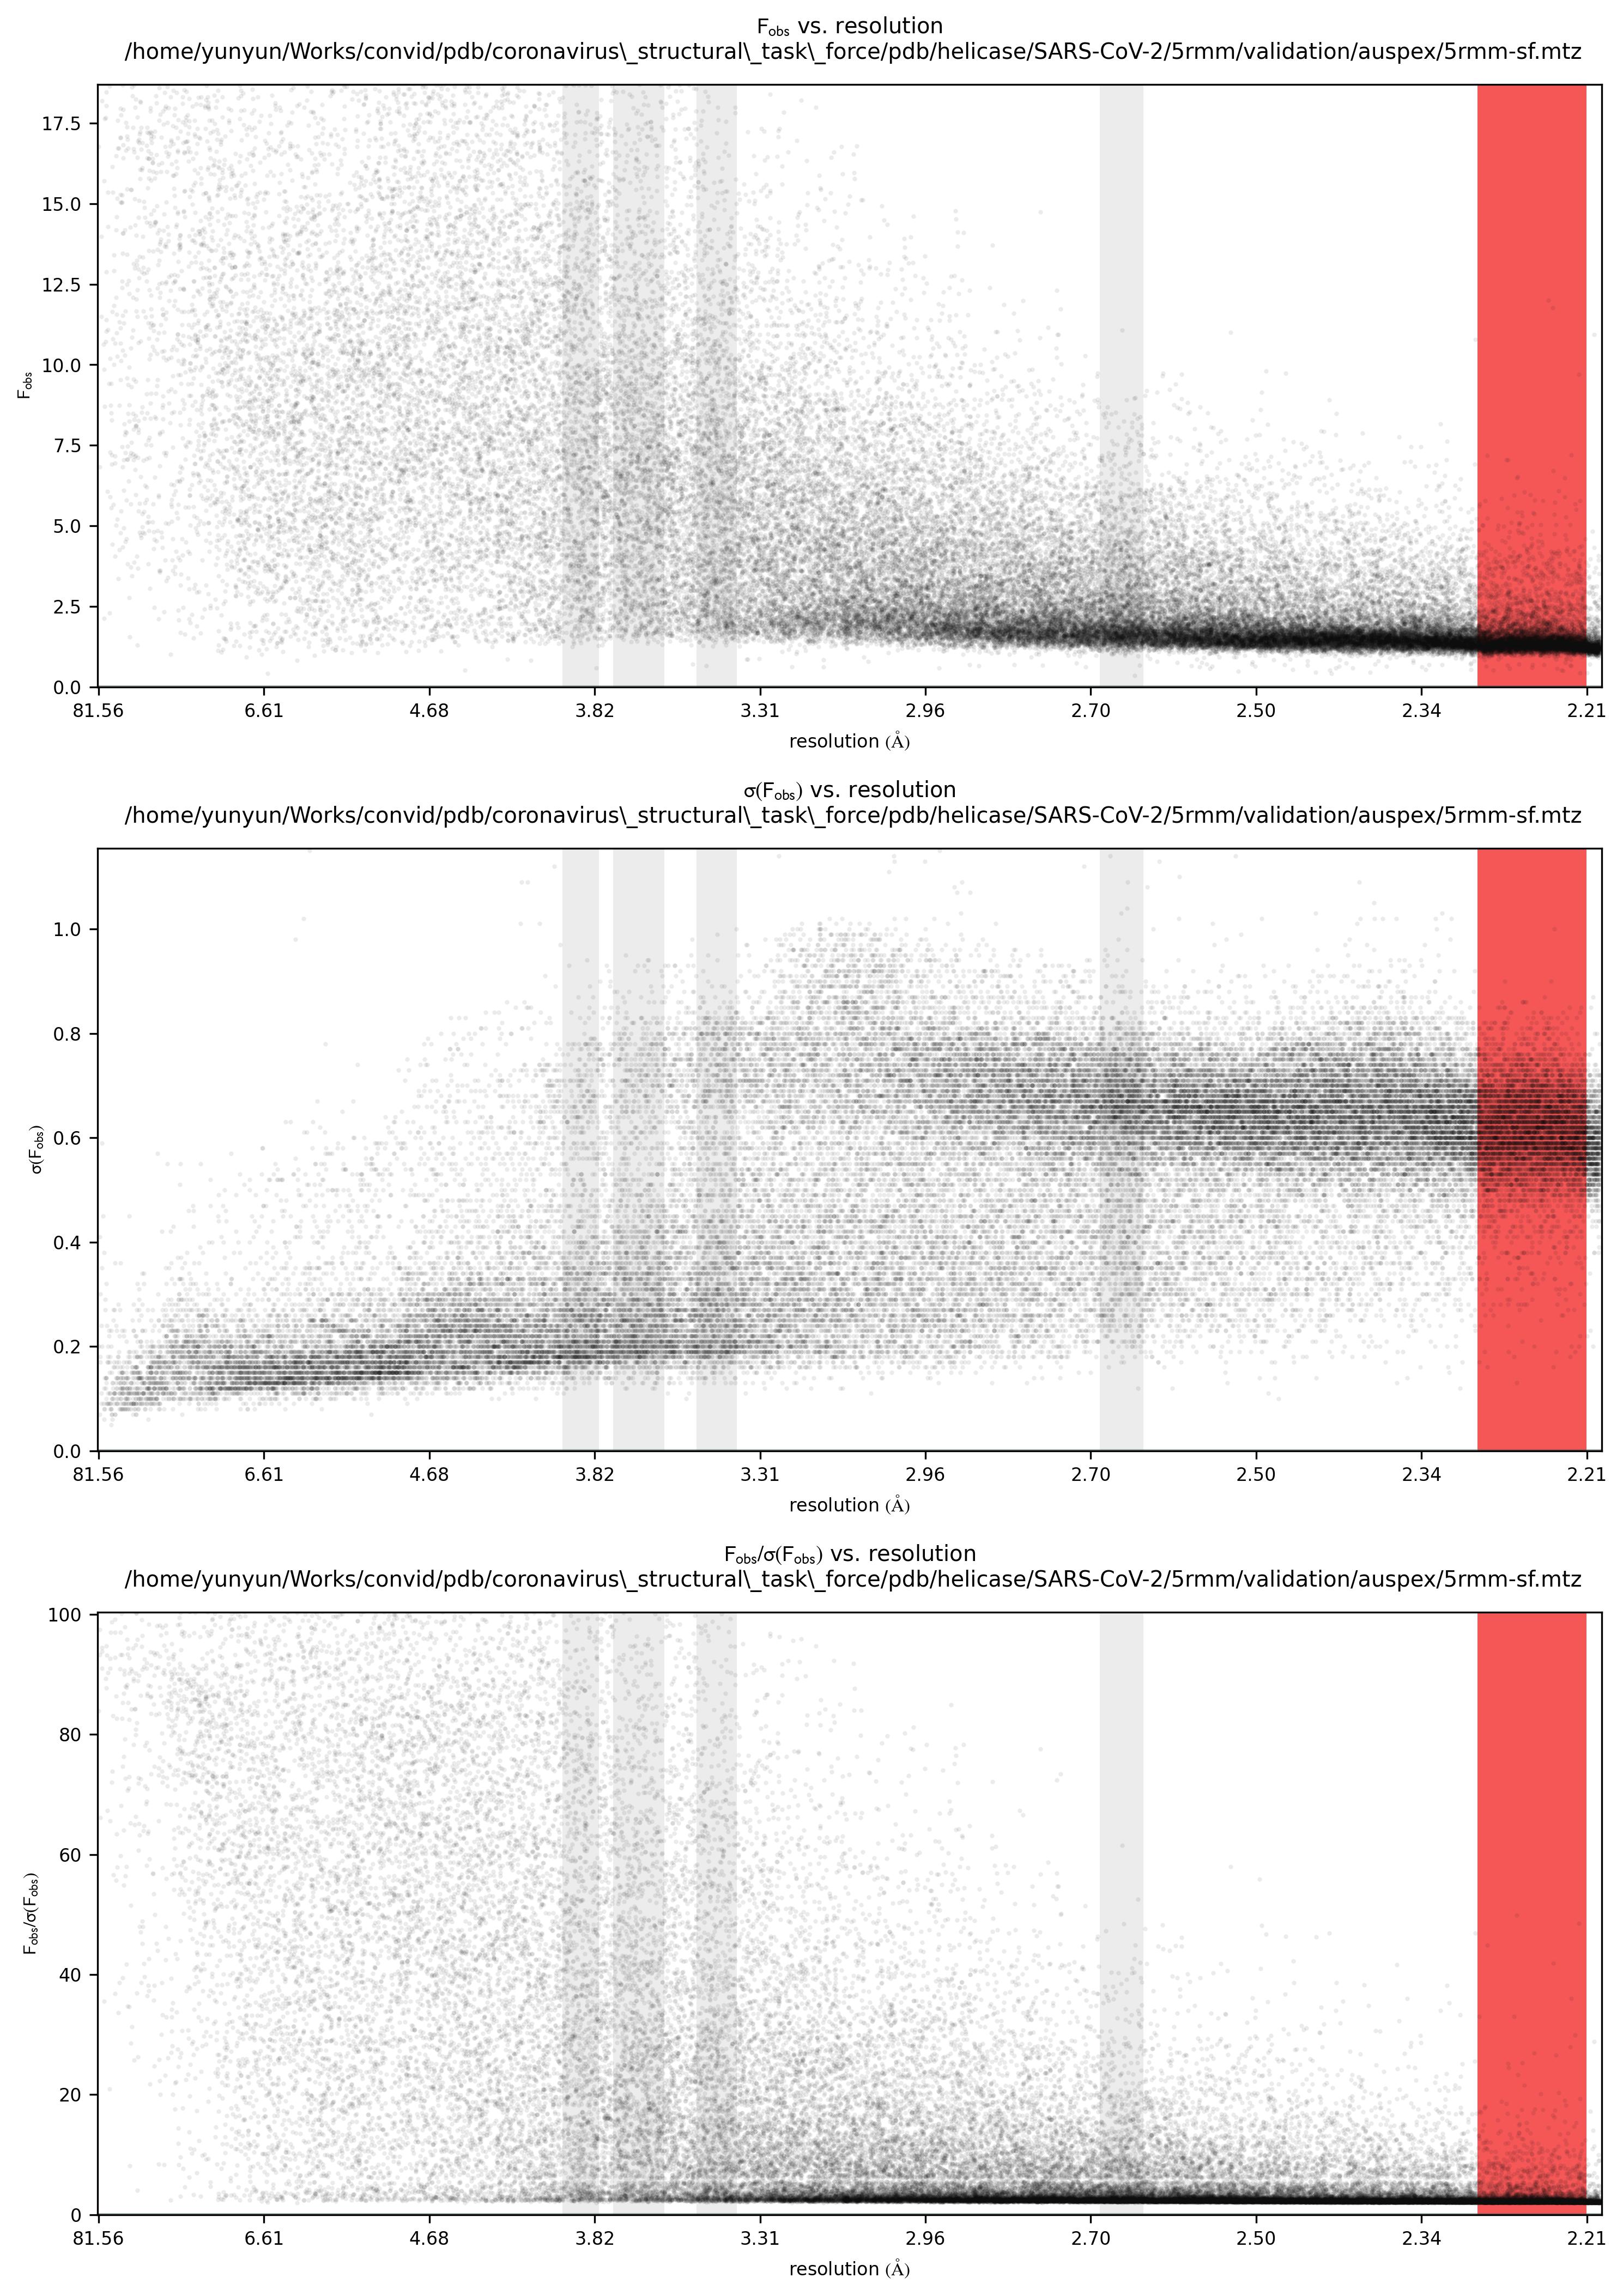 Fobs vs. resolution
/home/yunyun/Works/convid/pdb/coronavirus\_structural\_task\_force/pdb/helicase/SARS-CoV-2/5rmm/validation/auspex/5rmm-sf.mtz
17.5
15.0
12.5
10.0
7.5
5.0
2.5
0.0
Fobs
81.56 6.61 4.68 3.82 3.31 2.96 2.70 2.50 2.34 2.21
resolution (Å)
σ(Fobs) vs. resolution
/home/yunyun/Works/convid/pdb/coronavirus\_structural\_task\_force/pdb/helicase/SARS-CoV-2/5rmm/validation/auspex/5rmm-sf.mtz
1.0
0.8
0.6
0.4
0.2
0.0
σ(Fobs)
81.56 6.61 4.68 3.82 3.31 2.96 2.70 2.50 2.34 2.21
resolution (Å)
Fobs/σ(Fobs) vs. resolution
/home/yunyun/Works/convid/pdb/coronavirus\_structural\_task\_force/pdb/helicase/SARS-CoV-2/5rmm/validation/auspex/5rmm-sf.mtz
100
80
60
40
20
0
Fobs/σ(Fobs)
81.56 6.61 4.68 3.82 3.31 2.96 2.70 2.50 2.34 2.21
resolution (Å)